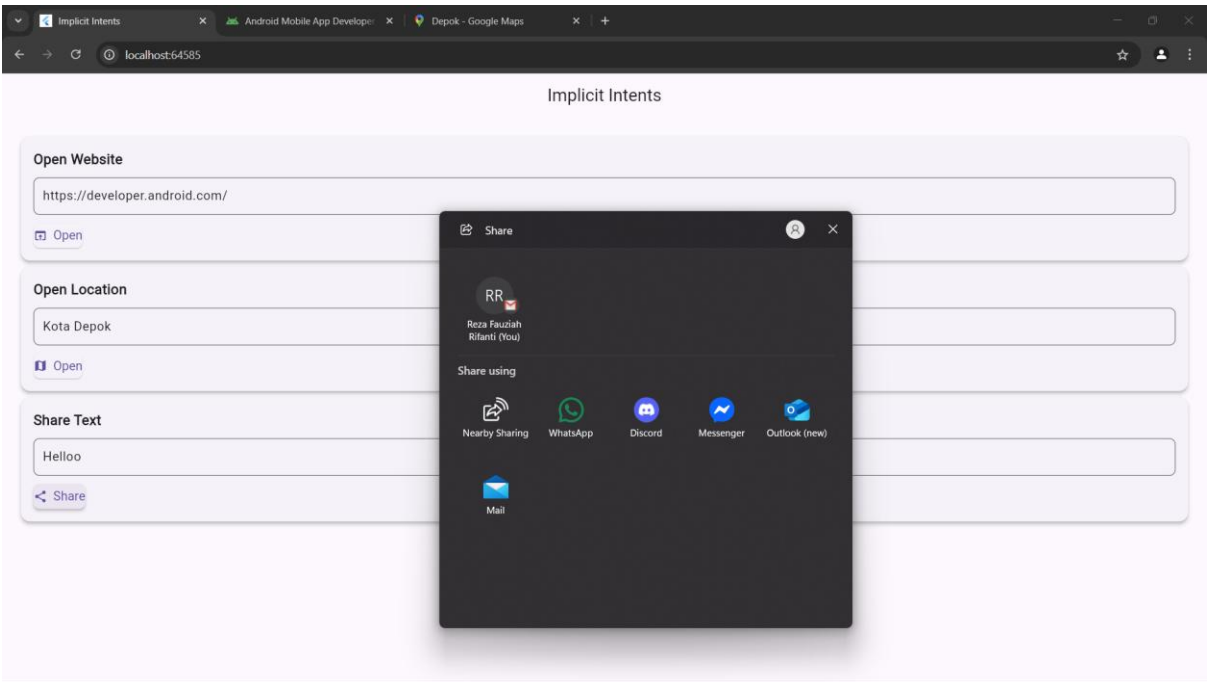 Implicit Intents
Android Mobile App Developer
Depok - Google Maps
localhost:64585
Implicit Intents
Open Website
https://developer.android.com/
Open
Open Location
Kota Depok
Open
Share Text
Helloo
Share
Share
RR
Reza Fauziah
Rifanti (You)
Share using
Nearby Sharing
WhatsApp
Discord
Messenger
Outlook (new)
Mail